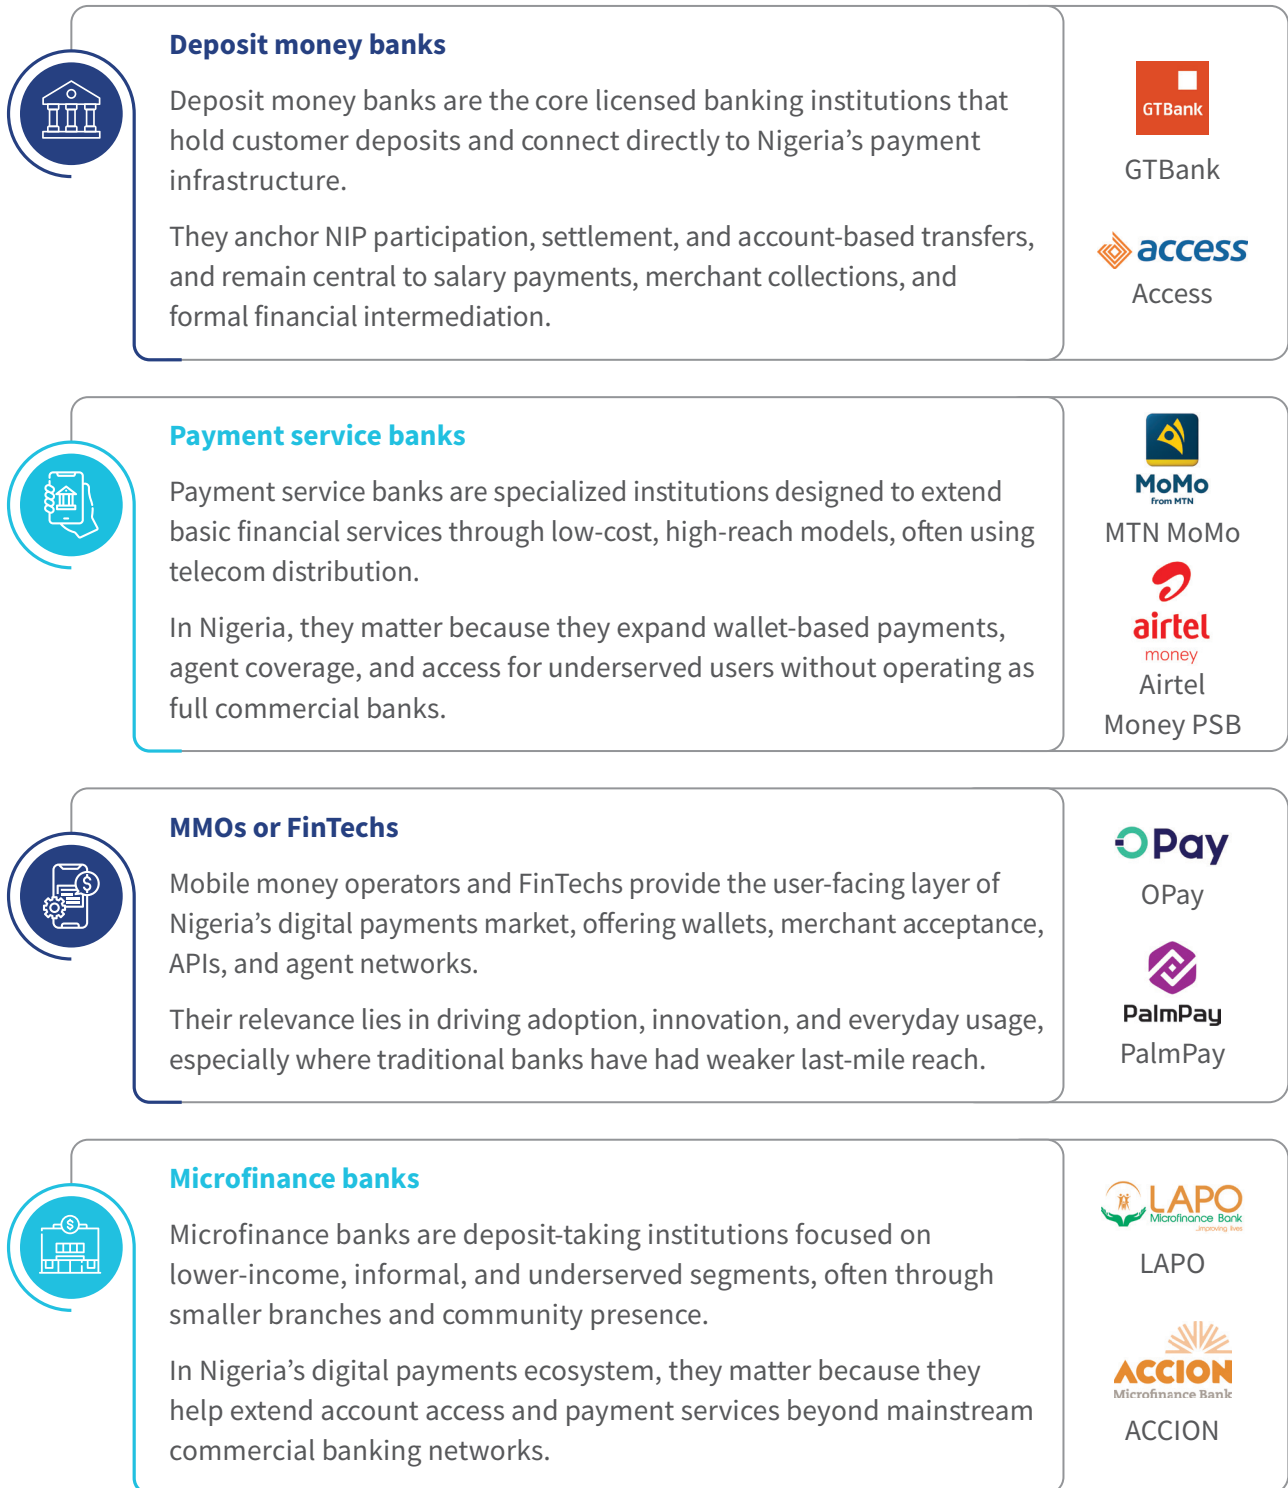 Deposit money banks
Deposit money banks are the core licensed banking institutions that
hold customer deposits and connect directly to Nigeria’s payment
infrastructure.
They anchor NIP participation, settlement, and account-based transfers,
and remain central to salary payments, merchant collections, and
formal financial intermediation.
GTBank
GTBank
access
Access
Payment service banks
Payment service banks are specialized institutions designed to extend
basic financial services through low-cost, high-reach models, often using
telecom distribution.
In Nigeria, they matter because they expand wallet-based payments,
agent coverage, and access for underserved users without operating as
full commercial banks.
MoMo
from MTN
MTN MoMo
airtel
money
Airtel
Money PSB
MMOs or FinTechs
Mobile money operators and FinTechs provide the user-facing layer of
Nigeria’s digital payments market, offering wallets, merchant acceptance,
APIs, and agent networks.
Their relevance lies in driving adoption, innovation, and everyday usage,
especially where traditional banks have had weaker last-mile reach.
OPay
OPay
PalmPay
PalmPay
Microfinance banks
Microfinance banks are deposit-taking institutions focused on
lower-income, informal, and underserved segments, often through
smaller branches and community presence.
In Nigeria’s digital payments ecosystem, they matter because they
help extend account access and payment services beyond mainstream
commercial banking networks.
LAPO
Microfinance Bank
...improving lives
LAPO
ACCION
Microfinance Bank
ACCION